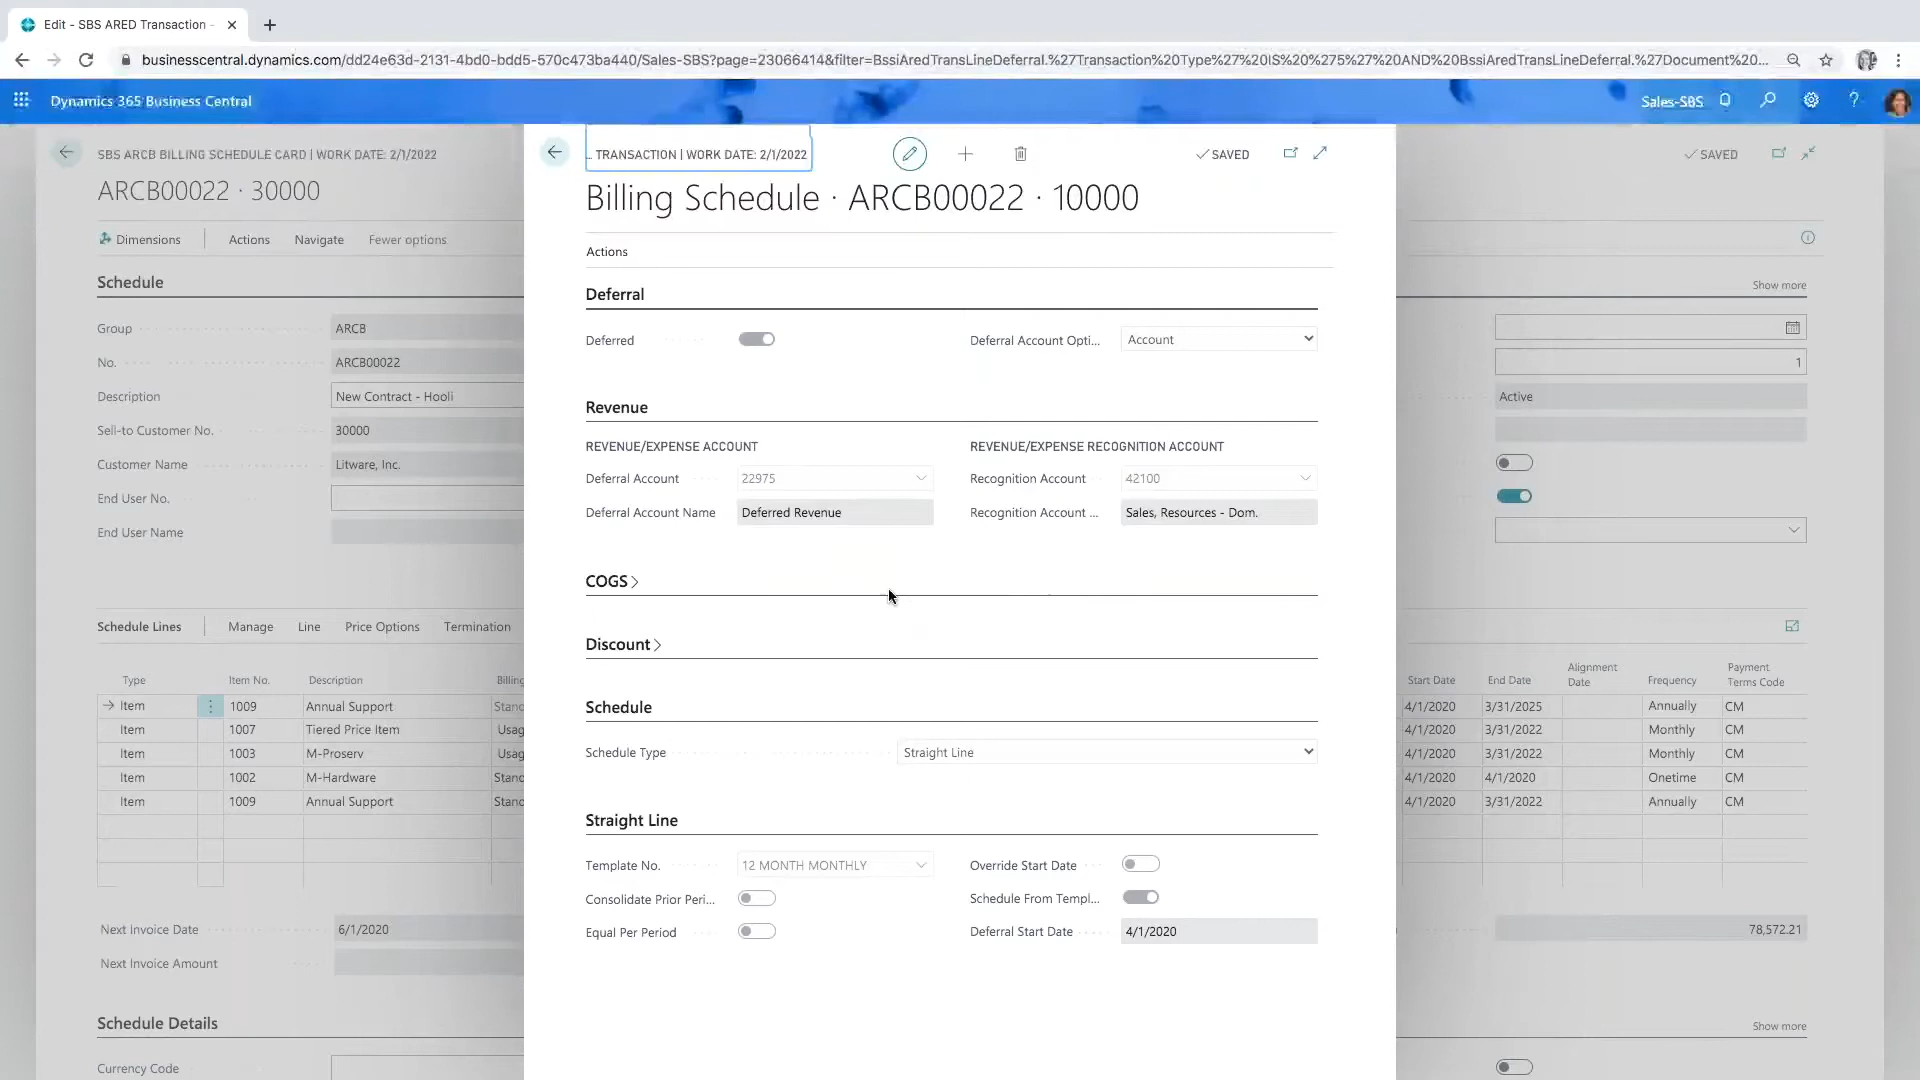 Edit - SBS ARED Transaction -
businesscentral.dynamics.com/dd24e63d-2131-4bd0-bdd5-570c473ba440/Sales-SBS?page=23066414&filter=BssiAredTransLineDeferral.%27Transaction%20Type%27%20IS%20%275%27%20AND%20BssiAredTransLineDeferral.%27Document%20...
Dynamics 365 Business Central
Sales-SBS
SBS ARCB BILLING SCHEDULE CARD | WORK DATE: 2/1/2022
SAVED
ARCB00022 · 30000
Dimensions
Actions
Navigate
Fewer options
Schedule
Show more
Group
ARCB
No.
ARCB00022
1
Description
New Contract - Hooli
Active
Sell-to Customer No.
30000
Customer Name
Litware, Inc.
End User No.
End User Name
Schedule Lines
Manage
Line
Price Options
Termination
Type Item No. Description Billing Start Date End Date Alignment Date Frequency Payment Terms Code
Item 1009 Annual Support Stand 4/1/2020 3/31/2025 Annually CM
Item 1007 Tiered Price Item Usag 4/1/2020 3/31/2022 Monthly CM
Item 1003 M-Proserv Usag 4/1/2020 3/31/2022 Monthly CM
Item 1002 M-Hardware Stanc 4/1/2020 4/1/2020 Onetime CM
Item 1009 Annual Support Stanc 4/1/2020 3/31/2022 Annually CM
Next Invoice Date
6/1/2020
78,572.21
Next Invoice Amount
Schedule Details
Show more
Currency Code
... TRANSACTION | WORK DATE: 2/1/2022
SAVED
Billing Schedule · ARCB00022 · 10000
Actions
Deferral
Deferred
Deferral Account Opti...
Account
Revenue
REVENUE/EXPENSE ACCOUNT
REVENUE/EXPENSE RECOGNITION ACCOUNT
Deferral Account
22975
Recognition Account
42100
Deferral Account Name
Deferred Revenue
Recognition Account ...
Sales, Resources - Dom.
COGS
Discount
Schedule
Schedule Type
Straight Line
Straight Line
Template No.
12 MONTH MONTHLY
Override Start Date
Consolidate Prior Peri...
Schedule From Templ...
Equal Per Period
Deferral Start Date
4/1/2020